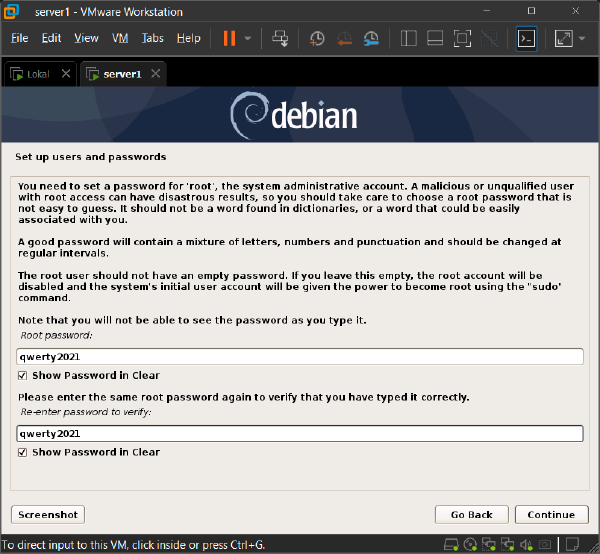 server1 - VMware Workstation
File Edit View VM Tabs Help
Lokal server1
debian
Set up users and passwords
You need to set a password for 'root', the system administrative account. A malicious or unqualified user
with root access can have disastrous results, so you should take care to choose a root password that is
not easy to guess. It should not be a word found in dictionaries, or a word that could be easily
associated with you.
A good password will contain a mixture of letters, numbers and punctuation and should be changed at
regular intervals.
The root user should not have an empty password. If you leave this empty, the root account will be
disabled and the system's initial user account will be given the power to become root using the "sudo"
command.
Note that you will not be able to see the password as you type it.
Root password:
qwerty2021
Show Password in Clear
Please enter the same root password again to verify that you have typed it correctly.
Re-enter password to verify:
qwerty2021
Show Password in Clear
Screenshot Go Back Continue
To direct input to this VM, click inside or press Ctrl+G.